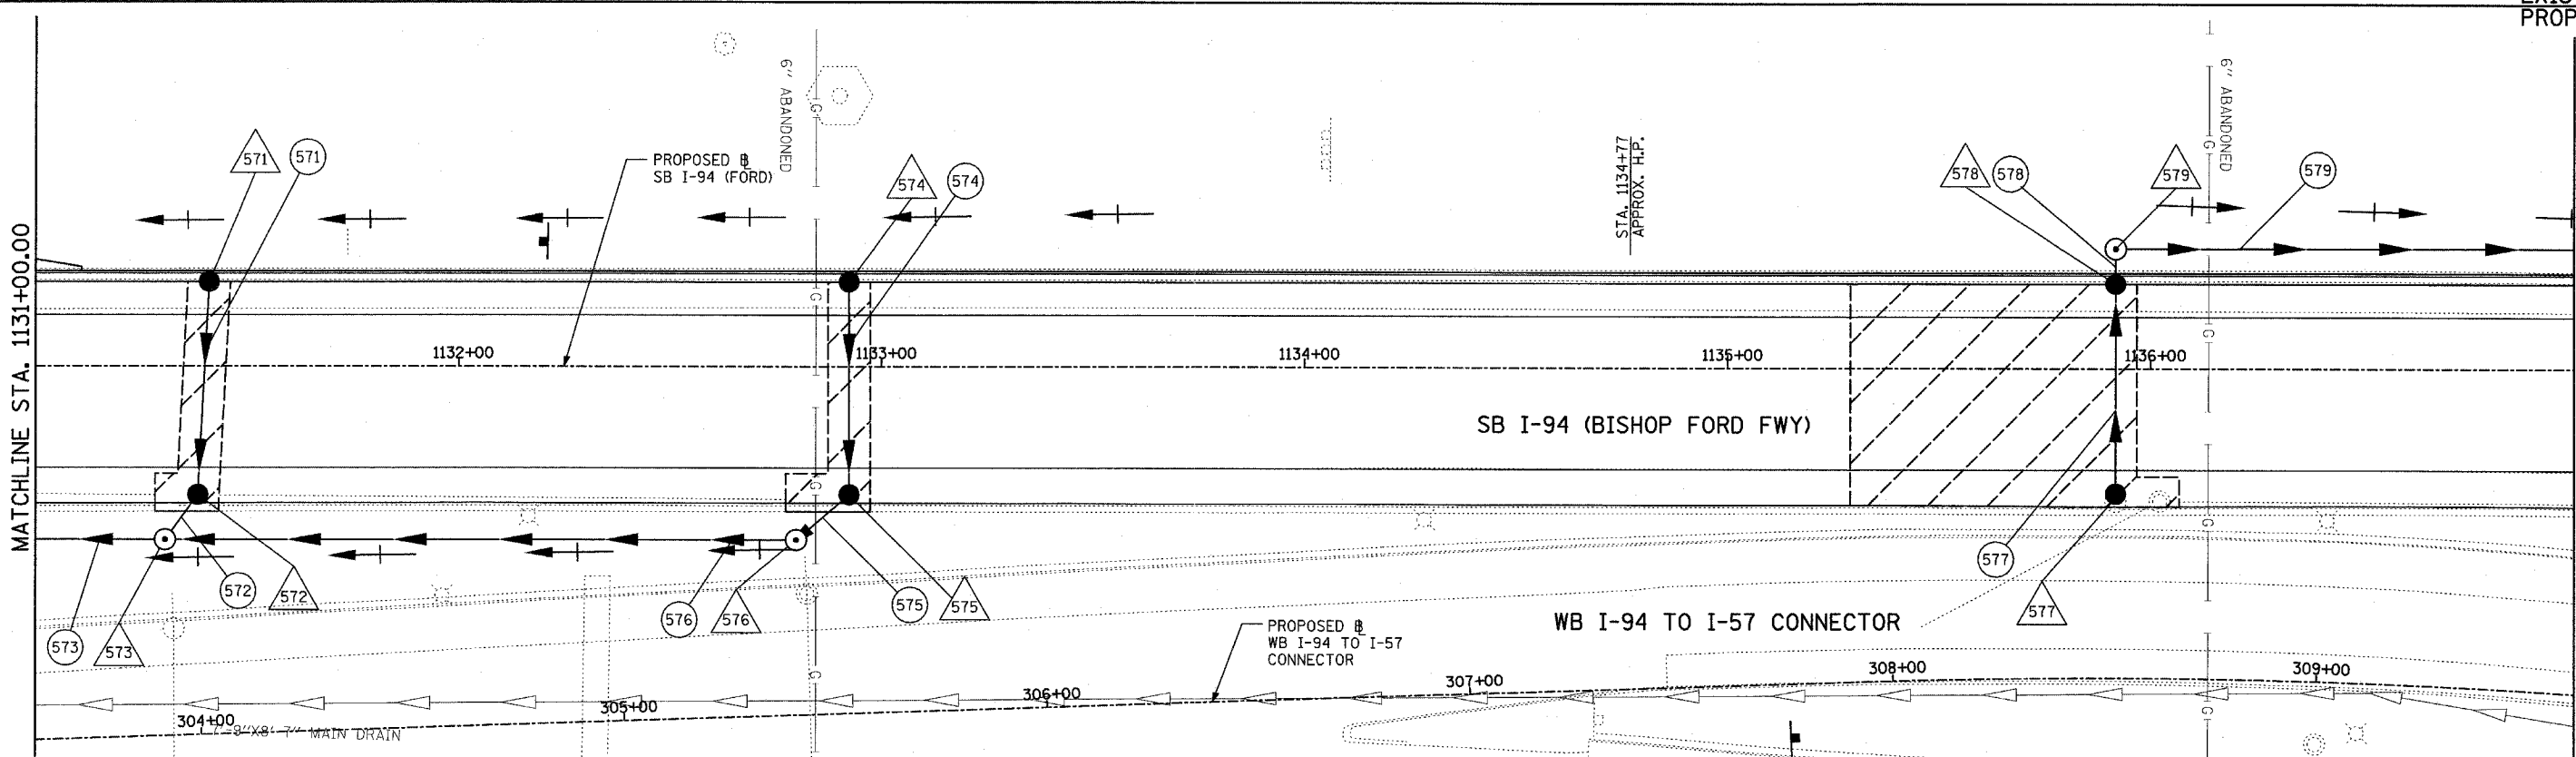 PROP
MATCHLINE STA. 1131+00.00
571
571
PROPOSED ℄
SB I-94 (FORD)
6" ABANDONED
G
574
574
STA. 1134+77
APPROX. H.P.
578
578
579
6" ABANDONED
G
579
G
G
1132+00
1133+00
1134+00
1135+00
1136+00
SB I-94 (BISHOP FORD FWY)
G
G
572
572
573
573
576
576
575
575
577
577
WB I-94 TO I-57 CONNECTOR
PROPOSED ℄
WB I-94 TO I-57
CONNECTOR
G
G
304+00
305+00
306+00
307+00
308+00
309+00
7'-9"X8'-7" MAIN DRAIN